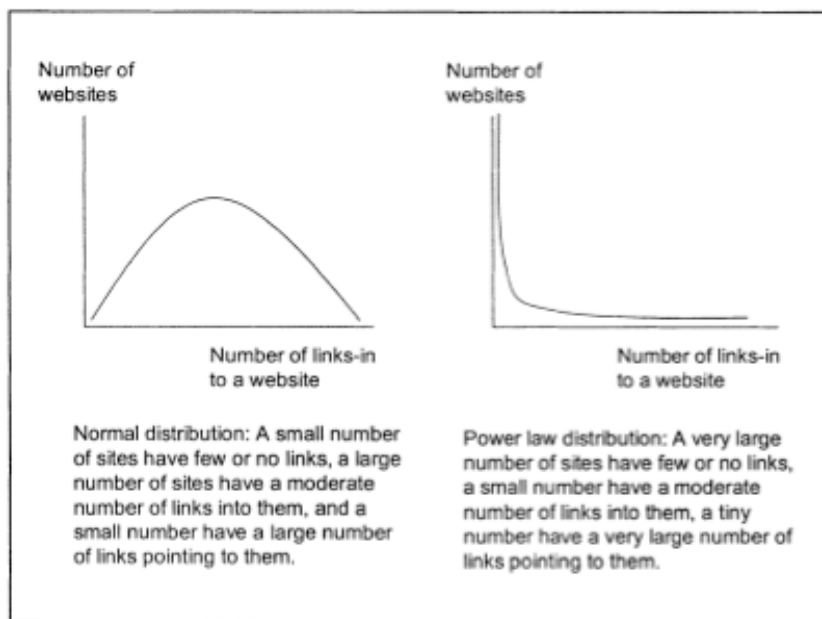 Number of
websites
Number of links-in
to a website
Normal distribution: A small number
of sites have few or no links, a large
number of sites have a moderate
number of links into them, and a
small number have a large number
of links pointing to them.
Number of
websites
Number of links-in
to a website
Power law distribution: A very large
number of sites have few or no links,
a small number have a moderate
number of links into them, a tiny
number have a very large number of
links pointing to them.